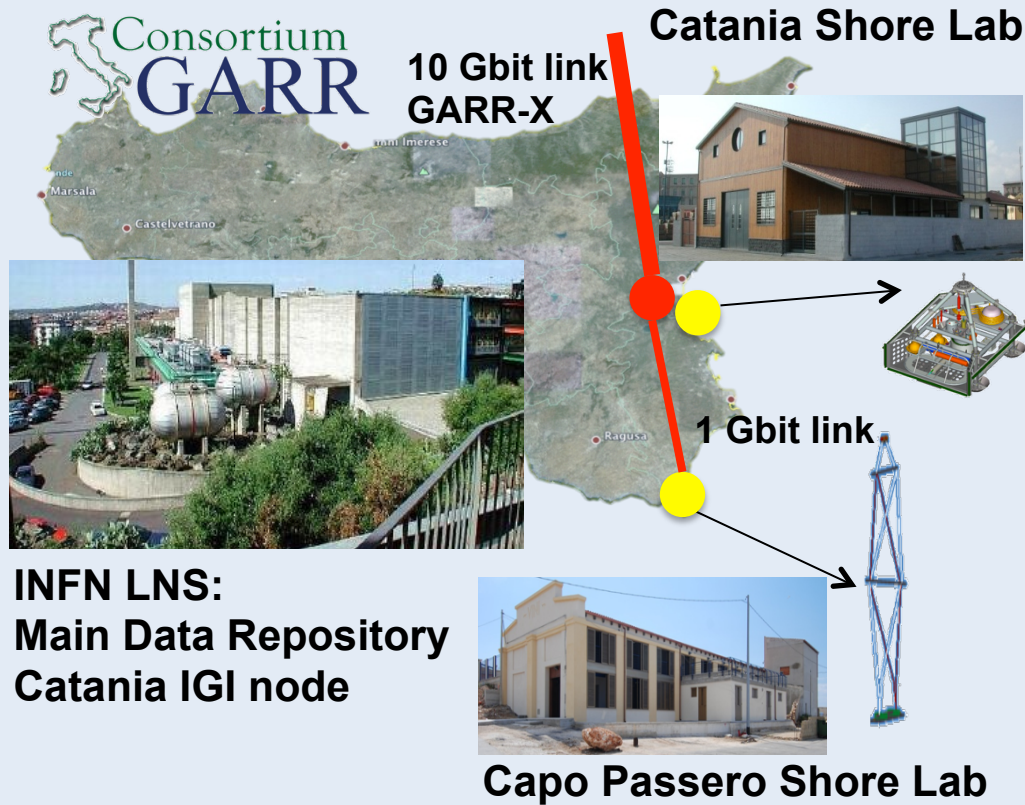 Consortium
GARR
Catania Shore Lab
10 Gbit link
GARR-X
Imerese
Marsala
Castelvetrano
Ragusa
1 Gbit link
INFN LNS:
Main Data Repository
Catania IGI node
Capo Passero Shore Lab